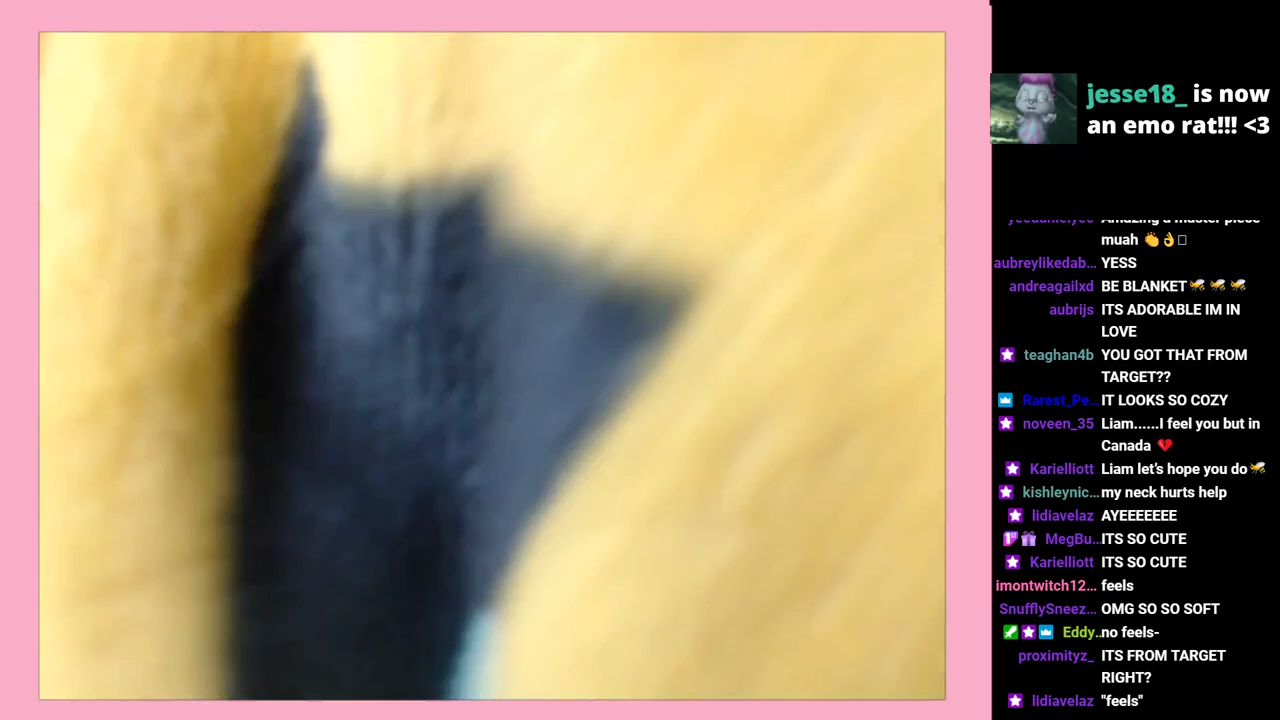 jesse18_ is now
an emo rat!!! <3
muah 👏👌
aubreylikedab… YESS
andreagailxd BE BLANKET🐝 🐝 🐝
aubrijs ITS ADORABLE IM IN
LOVE
teaghan4b YOU GOT THAT FROM
TARGET??
Rarest_Pe… IT LOOKS SO COZY
noveen_35 Liam......I feel you but in
Canada 💔
Karielliott Liam let's hope you do🐝
kishleynic… my neck hurts help
lidiavelaz AYEEEEEEE
MegBu… ITS SO CUTE
Karielliott ITS SO CUTE
imontwitch12… feels
SnufflySneez… OMG SO SO SOFT
Eddy… no feels-
proximityz_ ITS FROM TARGET
RIGHT?
lidiavelaz "feels"